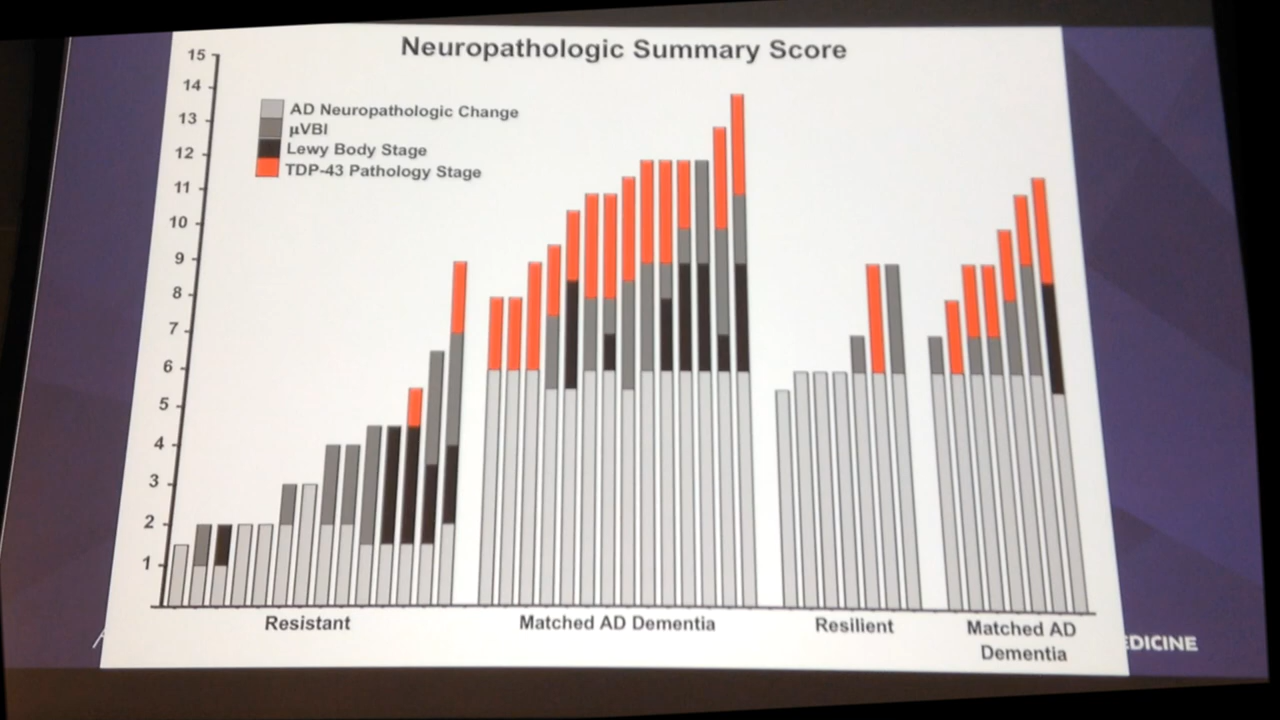 Neuropathologic Summary Score
15
14
13
12
11
10
9
8
7
6
5
4
3
2
1
AD Neuropathologic Change
μVBI
Lewy Body Stage
TDP-43 Pathology Stage
Resistant
Matched AD Dementia
Resilient
Matched AD
Dementia
EDICINE